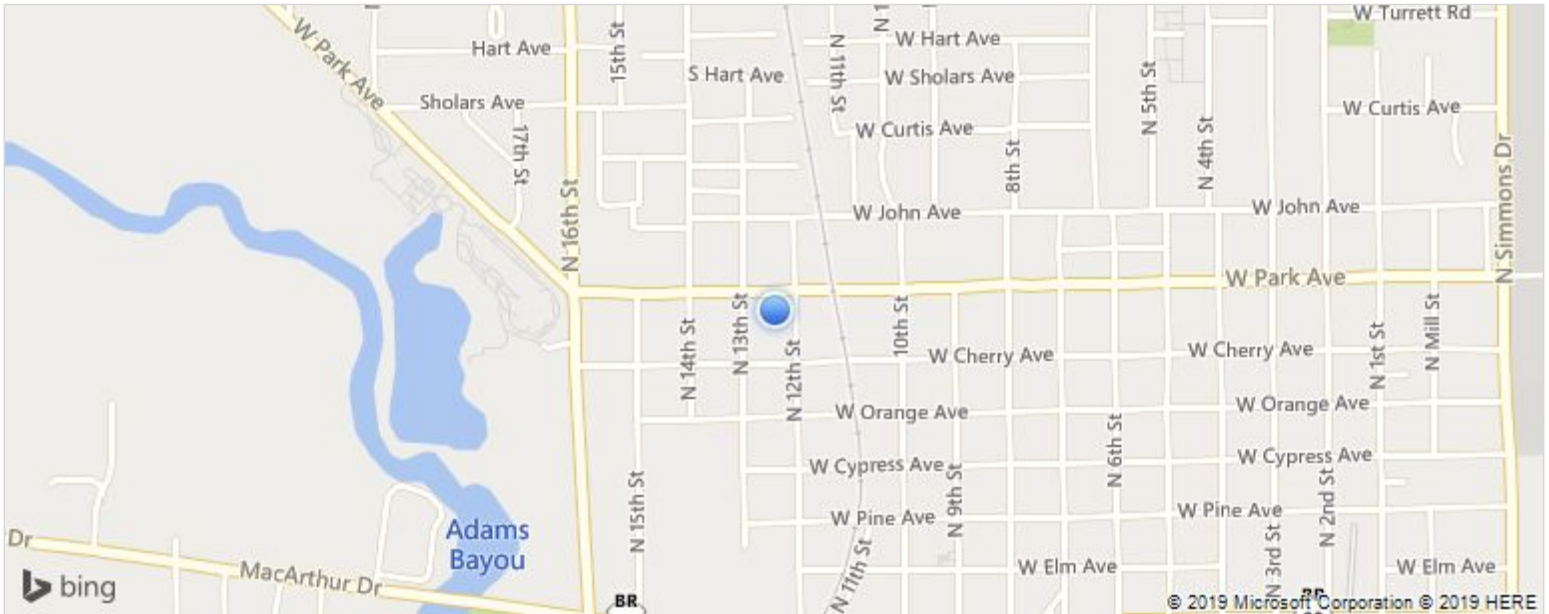 W Turrett Rd
W Park Ave
Hart Ave
15th St
N 11th St
W Hart Ave
S Hart Ave
W Sholars Ave
N 5th St
Sholars Ave
17th St
W Curtis Ave
W Curtis Ave
N 4th St
8th St
N Simmons Dr
N 16th St
W John Ave
W John Ave
W Park Ave
N 14th St
N 13th St
N 12th St
10th St
W Cherry Ave
W Cherry Ave
N 1st St
N Mill St
W Orange Ave
W Orange Ave
N 6th St
W Cypress Ave
W Cypress Ave
N 15th St
N 9th St
W Pine Ave
W Pine Ave
N 2nd St
N 3rd St
Adams
Bayou
Dr
MacArthur Dr
N 11th St
W Elm Ave
W Elm Ave
bing
BR
BR
© 2019 Microsoft Corporation © 2019 HERE